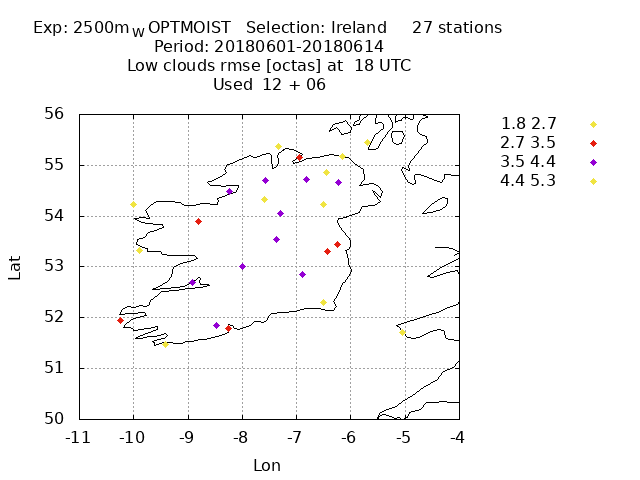 Exp: 2500m_W OPTMOIST   Selection: Ireland     27 stations
Period: 20180601-20180614
Low clouds rmse [octas] at  18 UTC
Used  12 + 06
1.8 2.7
2.7 3.5
3.5 4.4
4.4 5.3
56
55
54
53
52
51
50
Lat
-11 -10 -9 -8 -7 -6 -5 -4
Lon